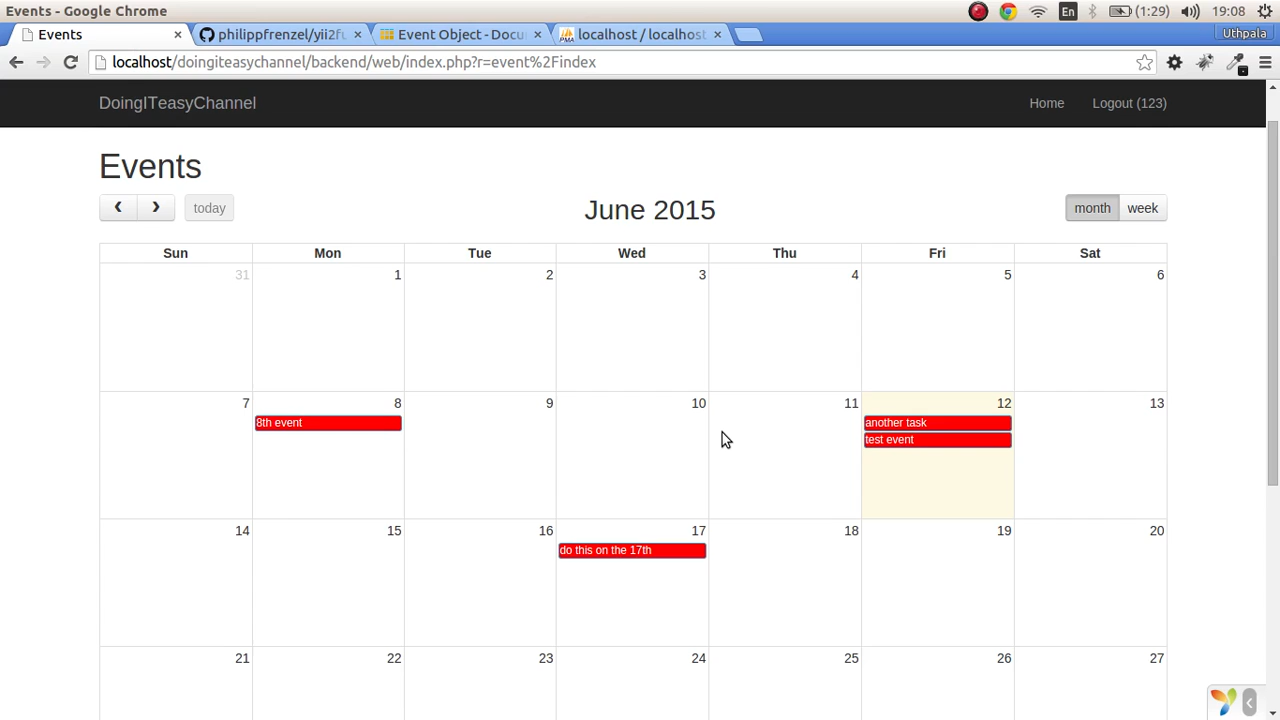 Events - Google Chrome
En
(1:29)
19:08
Events
philippfrenzel/yii2fu
Event Object - Docu
localhost / localhost
Uthpala
localhost/doingiteasychannel/backend/web/index.php?r=event%2Findex
DoingITeasyChannel
Home
Logout (123)
Events
today
June 2015
month
week
Sun
Mon
Tue
Wed
Thu
Fri
Sat
31
1
2
3
4
5
6
7
8
9
10
11
12
13
8th event
another task
test event
14
15
16
17
18
19
20
do this on the 17th
21
22
23
24
25
26
27